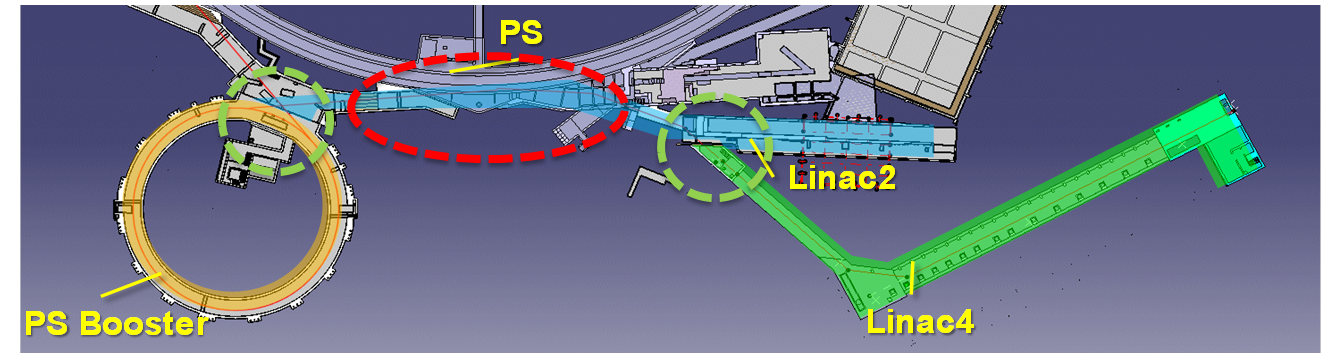 PS
Linac2
PS Booster
Linac4